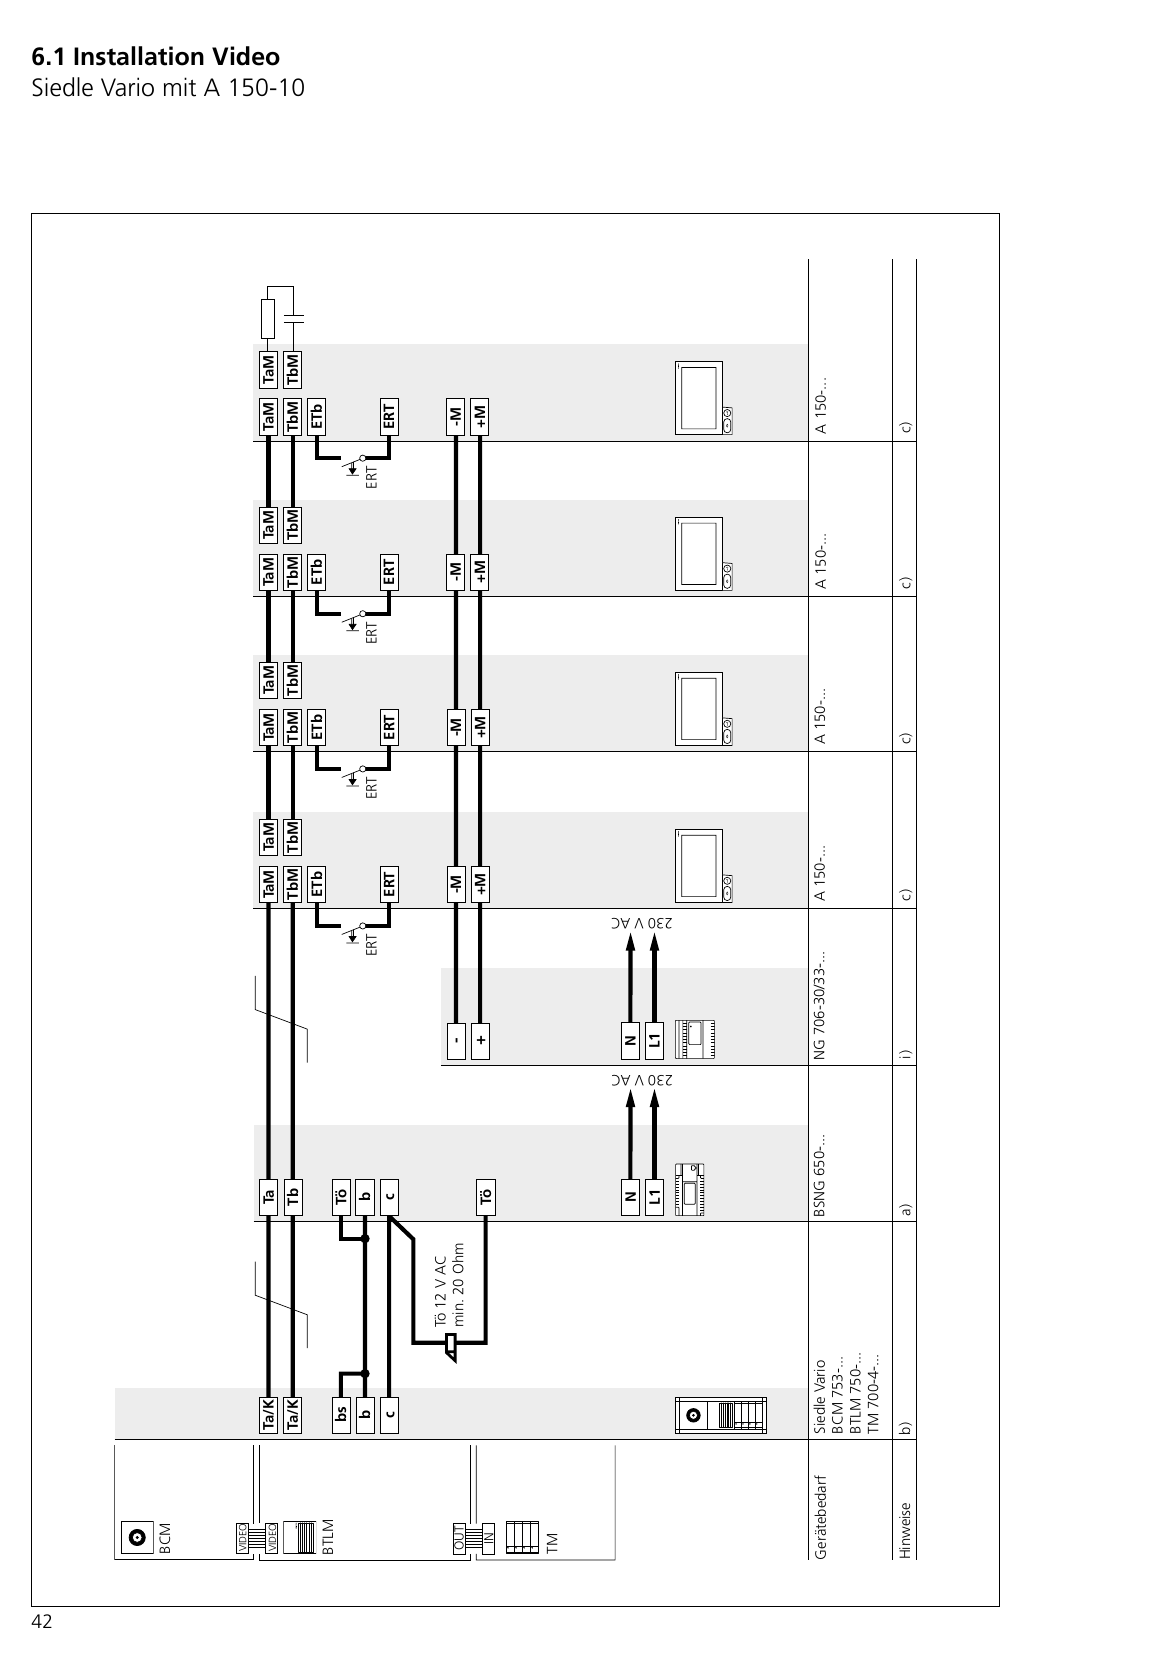 6.1 Installation Video
Siedle Vario mit A 150-10
BCM
VIDEO
VIDEO
BTLM
OUT
IN
TM
Ta/K
Ta/K
bs
b
c
Tö 12 V AC
min. 20 Ohm
Ta
Tb
Tö
b
c
Tö
N
L1
230 V AC
-
+
N
L1
230 V AC
TaM
TbM
ETb
ERT
-M
+M
TaM
TbM
ERT
TaM
TbM
ETb
ERT
-M
+M
TaM
TbM
ERT
TaM
TbM
ETb
ERT
-M
+M
TaM
TbM
ERT
TaM
TbM
ETb
ERT
-M
+M
TaM
TbM
ERT
Gerätebedarf
Siedle Vario
BCM 753-...
BTLM 750-...
TM 700-4-...
BSNG 650-...
NG 706-30/33-...
A 150-...
A 150-...
A 150-...
A 150-...
Hinweise
b)
a)
i)
c)
c)
c)
c)
42